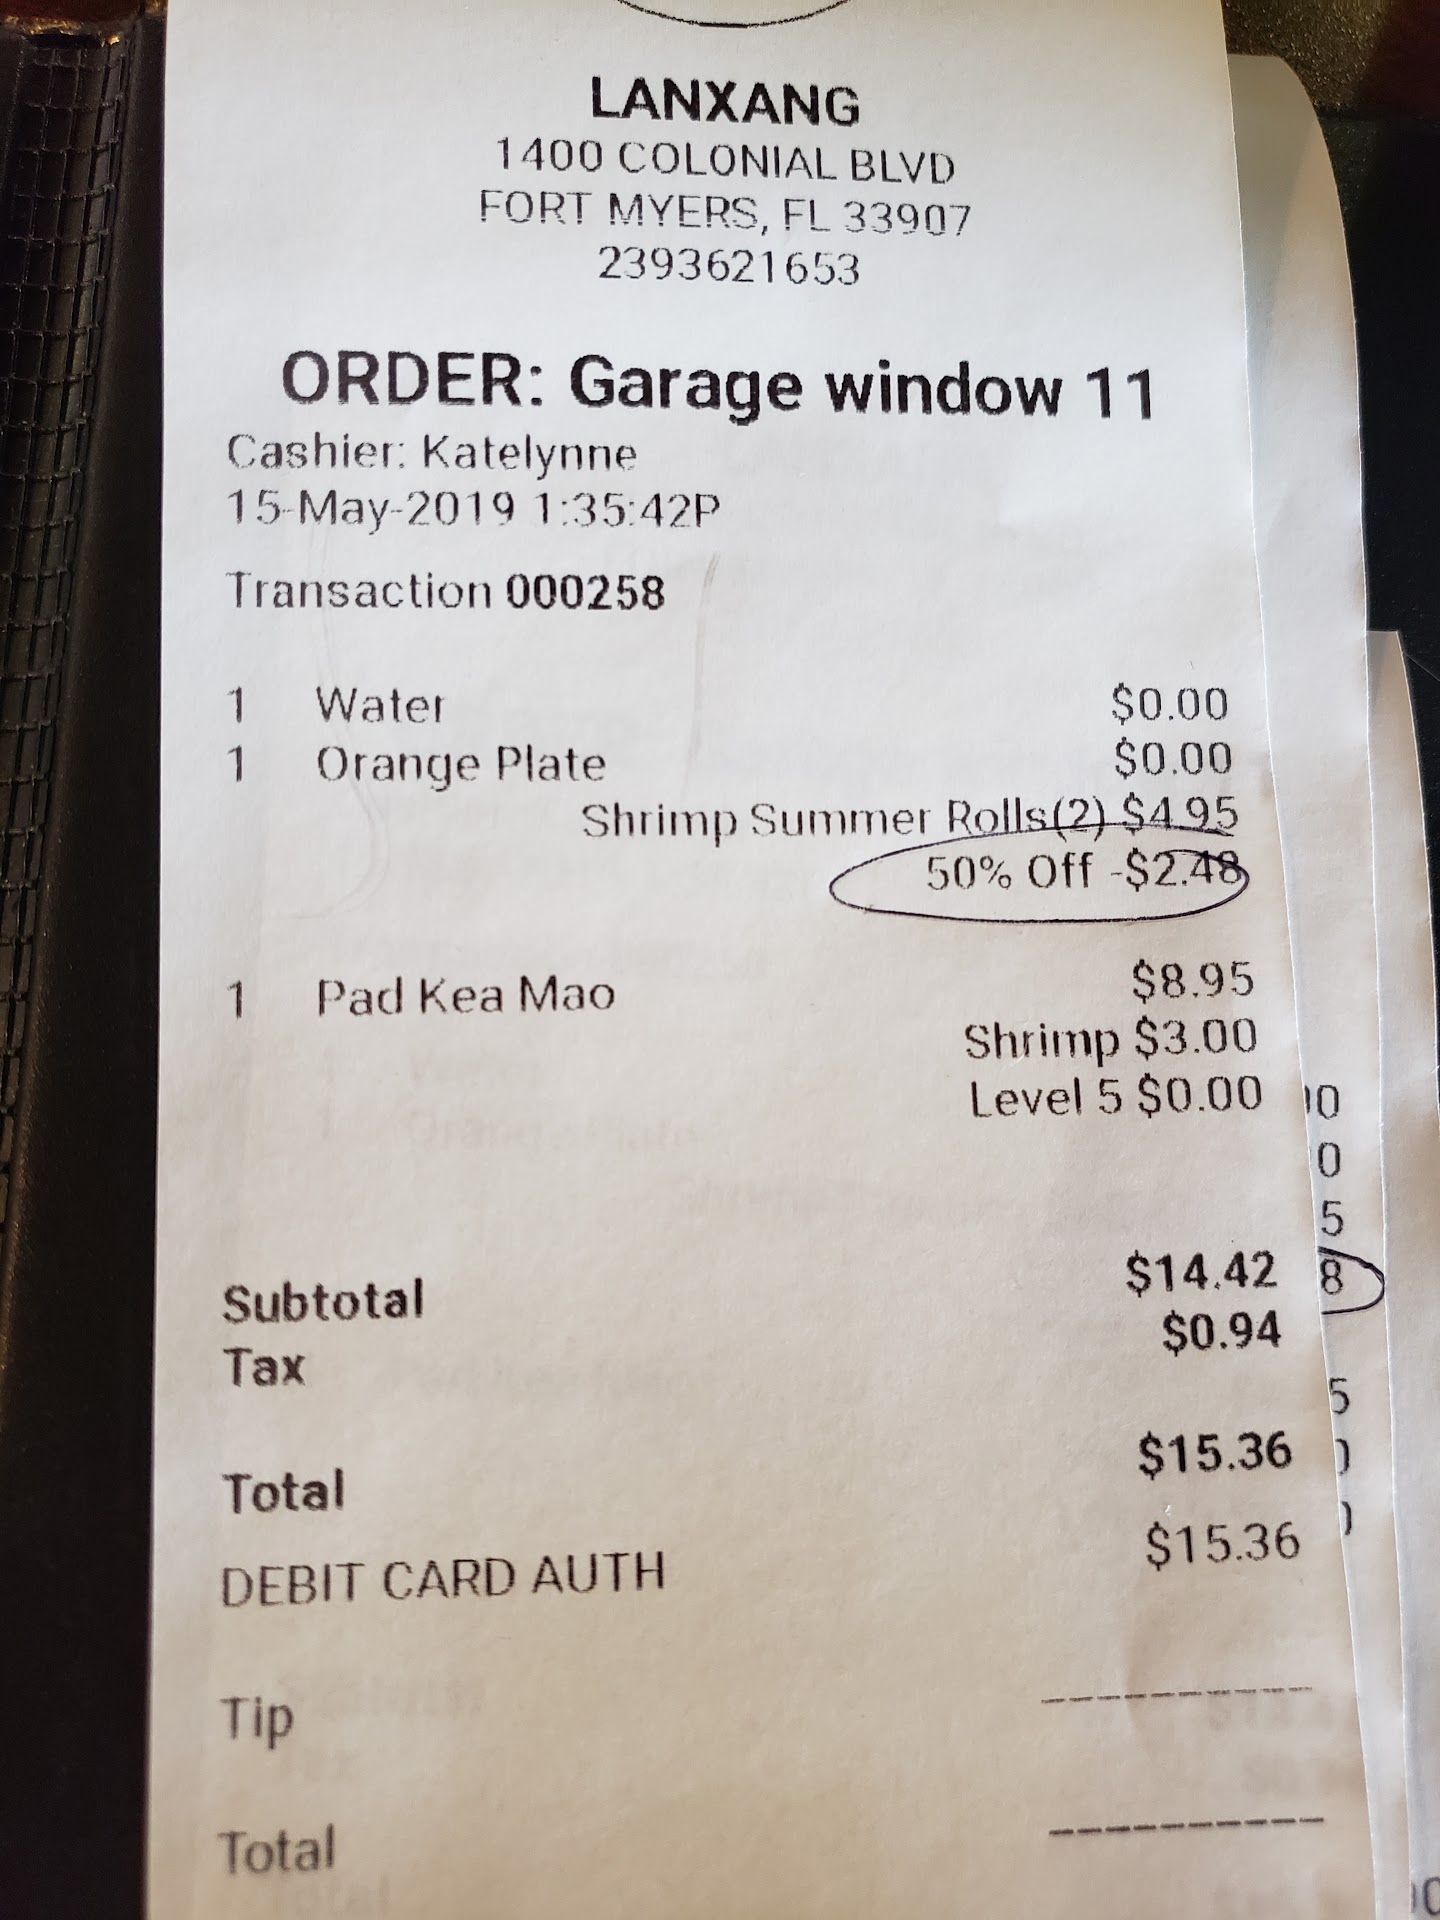 LANXANG
1400 COLONIAL BLVD
FORT MYERS, FL 33907
2393621653
ORDER: Garage window 11
Cashier: Katelynne
15-May-2019 1:35:42P
Transaction 000258
1 Water $0.00
1 Orange Plate $0.00
Shrimp Summer Rolls(2) $4.95
50% Off -$2.48
1 Pad Kea Mao $8.95
Shrimp $3.00
Level 5 $0.00
Subtotal $14.42
Tax $0.94
Total $15.36
DEBIT CARD AUTH $15.36
Tip
Total